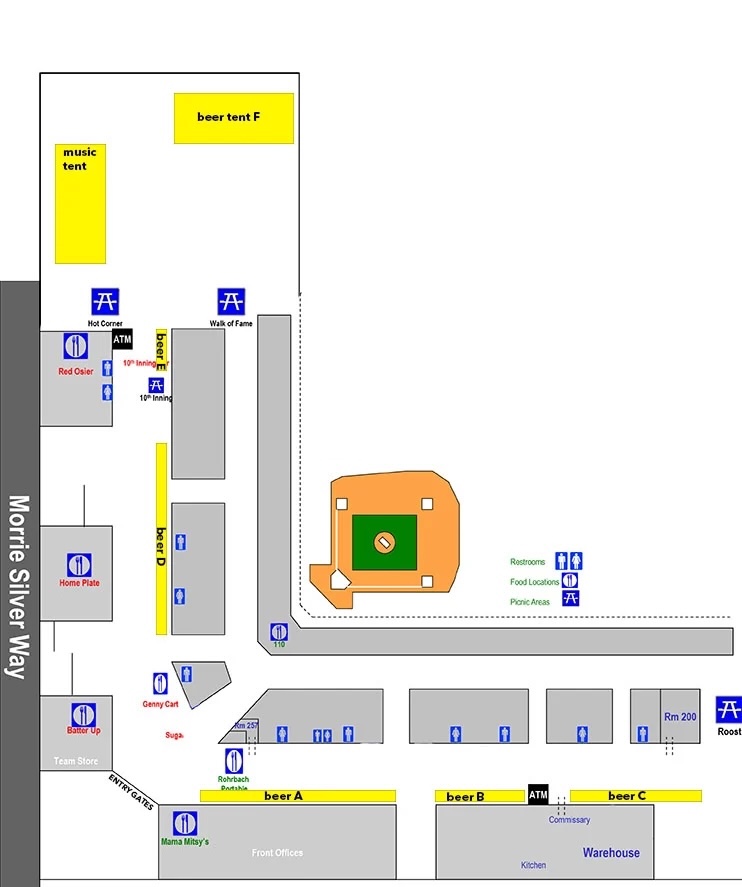 beer tent F
music
tent
Hot Corner
Walk of Fame
ATM
Red Osier
beer E
10th Inning
10th Inning
Morrie Silver Way
beer D
Home Plate
Restrooms
Food Locations
Picnic Areas
110
Genny Cart
Batter Up
Suga
Rm 257
Rm 200
Roost
Team Store
ENTRY GATES
Rohrbach
Portable
beer A
beer B
ATM
beer C
Mama Mitsy's
Front Offices
Commissary
Warehouse
Kitchen